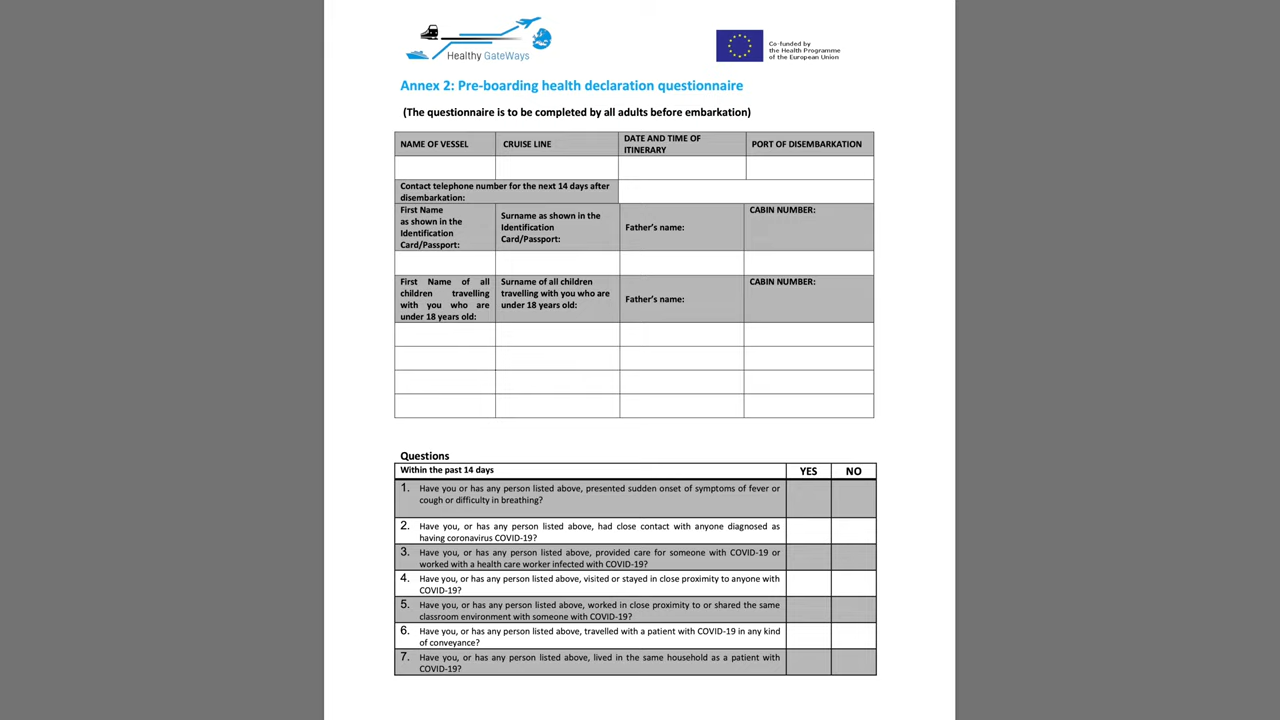 Healthy GateWays
Co-funded by
the Health Programme
of the European Union
Annex 2: Pre-boarding health declaration questionnaire
(The questionnaire is to be completed by all adults before embarkation)
NAME OF VESSEL
CRUISE LINE
DATE AND TIME OF
ITINERARY
PORT OF DISEMBARKATION
Contact telephone number for the next 14 days after
disembarkation:
First Name
as shown in the
Identification
Card/Passport:
Surname as shown in the
Identification
Card/Passport:
Father's name:
CABIN NUMBER:
First Name of all
children travelling
with you who are
under 18 years old:
Surname of all children
travelling with you who are
under 18 years old:
Father's name:
CABIN NUMBER:
Questions
Within the past 14 days YES NO
1. Have you or has any person listed above, presented sudden onset of symptoms of fever or
cough or difficulty in breathing?
2. Have you, or has any person listed above, had close contact with anyone diagnosed as
having coronavirus COVID-19?
3. Have you, or has any person listed above, provided care for someone with COVID-19 or
worked with a health care worker infected with COVID-19?
4. Have you, or has any person listed above, visited or stayed in close proximity to anyone with
COVID-19?
5. Have you, or has any person listed above, worked in close proximity to or shared the same
classroom environment with someone with COVID-19?
6. Have you, or has any person listed above, travelled with a patient with COVID-19 in any kind
of conveyance?
7. Have you, or has any person listed above, lived in the same household as a patient with
COVID-19?